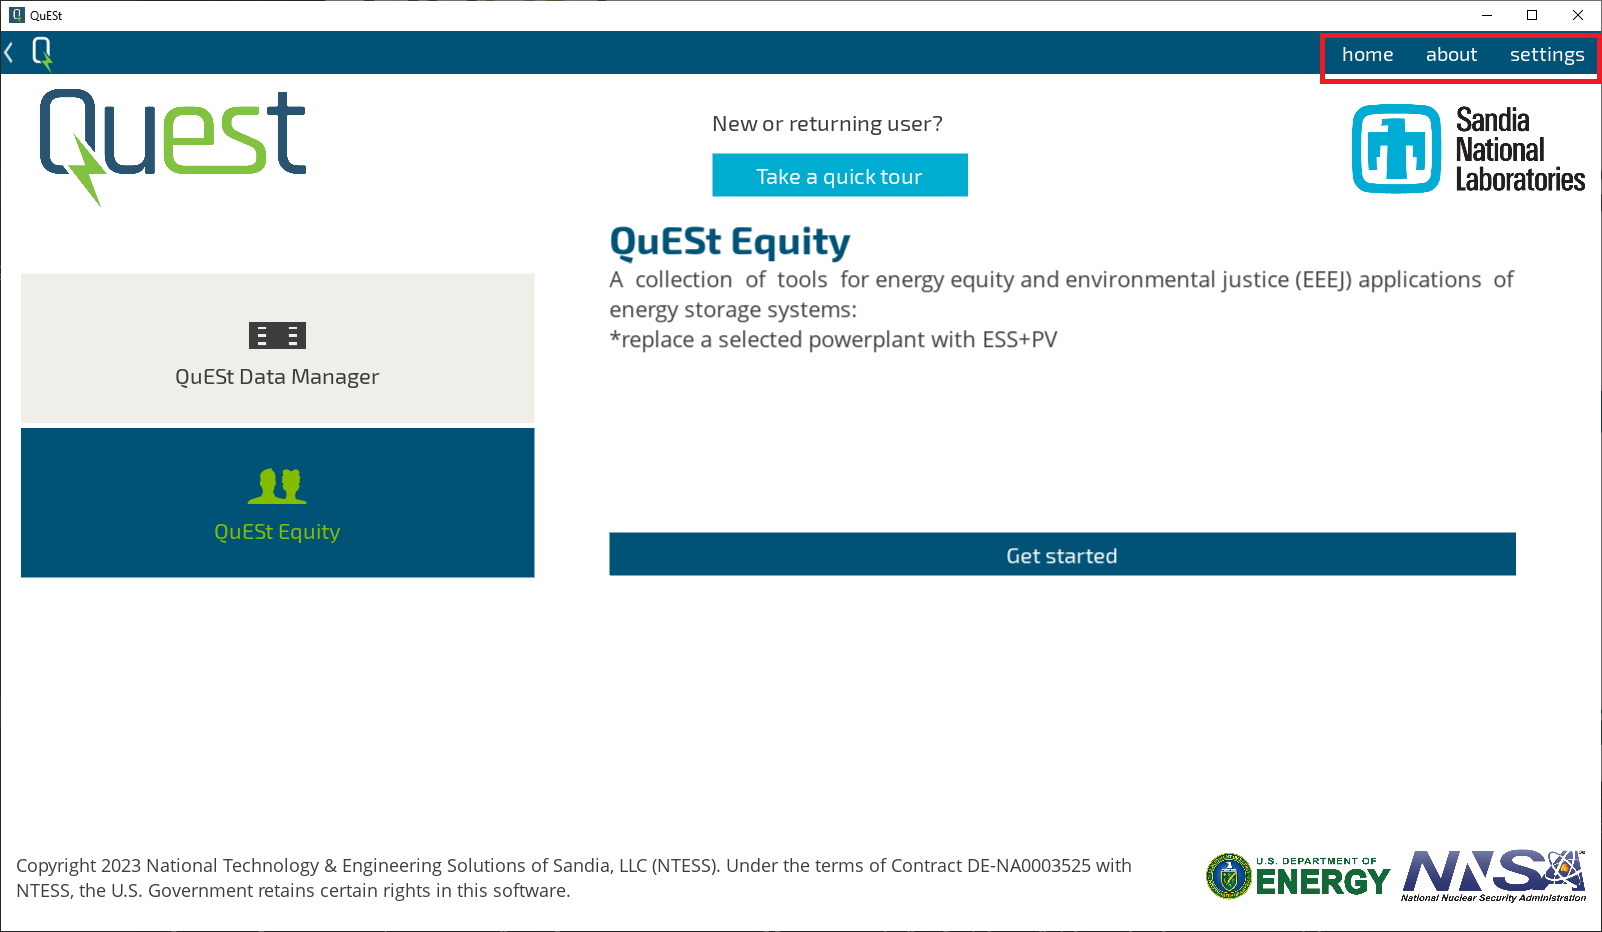 QuESt
home about settings
Quest
New or returning user?
Take a quick tour
Sandia
National
Laboratories
QuESt Equity
A collection of tools for energy equity and environmental justice (EEEJ) applications of
energy storage systems:
*replace a selected powerplant with ESS+PV
QuESt Data Manager
QuESt Equity
Get started
Copyright 2023 National Technology & Engineering Solutions of Sandia, LLC (NTESS). Under the terms of Contract DE-NA0003525 with
NTESS, the U.S. Government retains certain rights in this software.
U.S. DEPARTMENT OF
ENERGY
NNSA
National Nuclear Security Administration